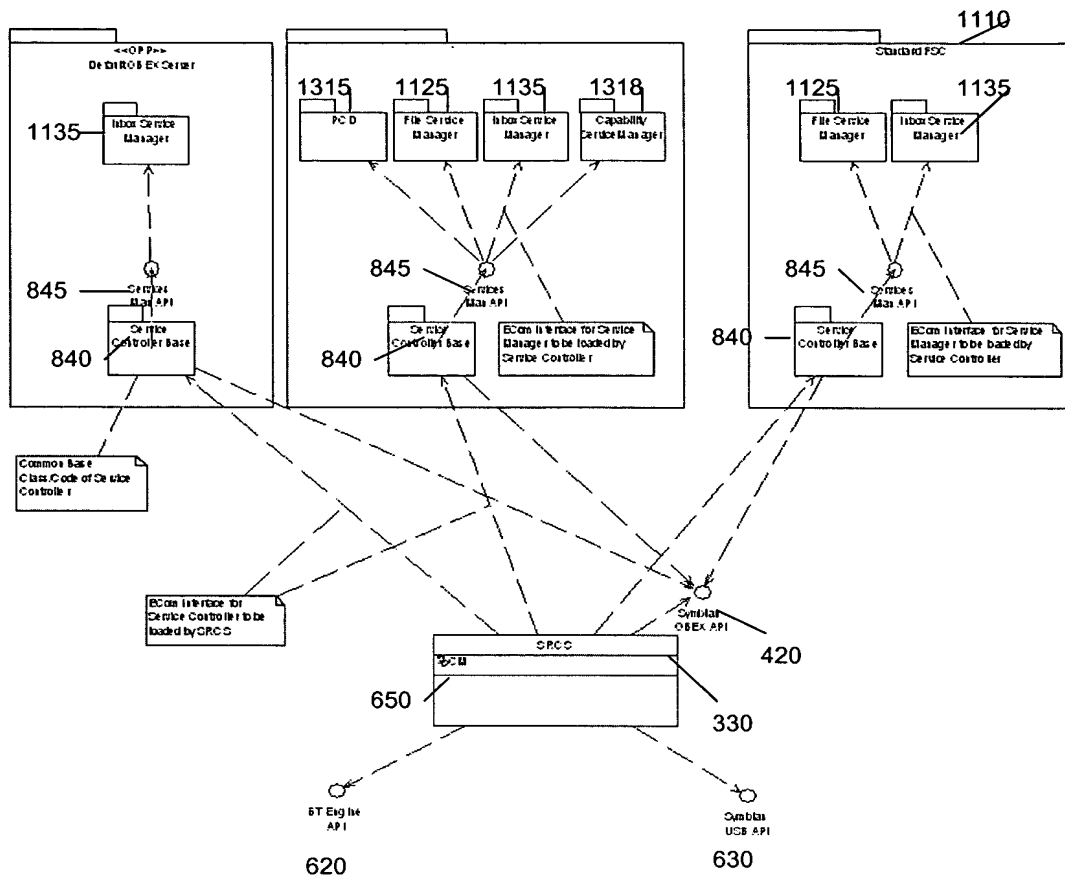 1110
<<OPP>>
Default OBEX Server
Standard FSC
1315
1125
1135
1318
1125
1135
1135
Inbox Service
Manager
PCD
File Service
Manager
Inbox Service
Manager
Capability
Service Manager
File Service
Manager
Inbox Service
Manager
845
Services
Man API
845
Services
Man API
845
Services
Man API
840
Service
Controller Base
840
Service
Controller Base
ECom Interface for Service
Manager to be loaded by
Service Controller
840
Service
Controller Base
ECom Interface for Service
Manager to be loaded by
Service Controller
Common Base
Class/Code of Service
Controller
ECom Interface for
Service Controller to be
loaded by SRCS
Symbian
OBEX API
420
SRCS
650
330
BT Engine
API
Symbian
USB API
620
630